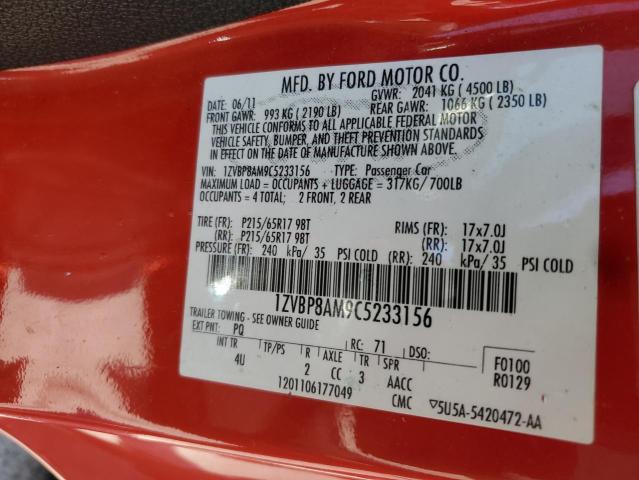 MFD. BY FORD MOTOR CO.
DATE: 06/11 GVWR: 2041 KG ( 4500 LB)
FRONT GAWR: 993 KG ( 2190 LB) REAR GAWR: 1066 KG ( 2350 LB)
THIS VEHICLE CONFORMS TO ALL APPLICABLE FEDERAL MOTOR
VEHICLE SAFETY, BUMPER, AND THEFT PREVENTION STANDARDS
IN EFFECT ON THE DATE OF MANUFACTURE SHOWN ABOVE.
VIN: 1ZVBP8AM9C5233156 TYPE: Passenger Car
MAXIMUM LOAD = OCCUPANTS + LUGGAGE = 317KG/700LB
OCCUPANTS = 4 TOTAL; 2 FRONT, 2 REAR
TIRE (FR): P215/65R17 98T RIMS (FR): 17x7.0J
(RR): P215/65R17 98T (RR): 17x7.0J
PRESSURE (FR): 240 kPa/ 35 PSI COLD (RR): 240 kPa/ 35 PSI COLD
1ZVBP8AM9C5233156
TRAILER TOWING - SEE OWNER GUIDE
EXT PNT: PQ RC: 71 DSO: F0100
INT TR TP/PS R AXLE TR SPR R0129
4U 2 CC 3 AACC
1201106177049 CMC ▽5U5A-5420472-AA